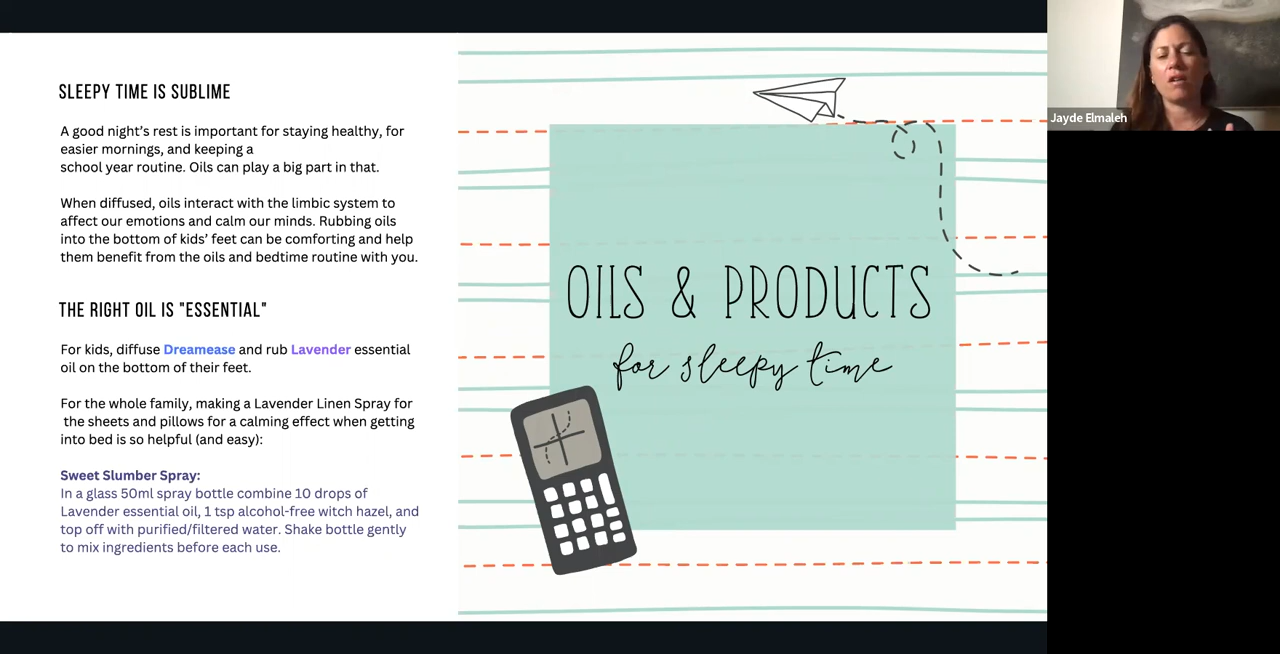 SLEEPY TIME IS SUBLIME
A good night's rest is important for staying healthy, for
easier mornings, and keeping a
school year routine. Oils can play a big part in that.
When diffused, oils interact with the limbic system to
affect our emotions and calm our minds. Rubbing oils
into the bottom of kids' feet can be comforting and help
them benefit from the oils and bedtime routine with you.
THE RIGHT OIL IS "ESSENTIAL"
For kids, diffuse Dreamease and rub Lavender essential
oil on the bottom of their feet.
For the whole family, making a Lavender Linen Spray for
the sheets and pillows for a calming effect when getting
into bed is so helpful (and easy):
Sweet Slumber Spray:
In a glass 50ml spray bottle combine 10 drops of
Lavender essential oil, 1 tsp alcohol-free witch hazel, and
top off with purified/filtered water. Shake bottle gently
to mix ingredients before each use.
OILS & PRODUCTS
for sleepy time
Jayde Elmaleh